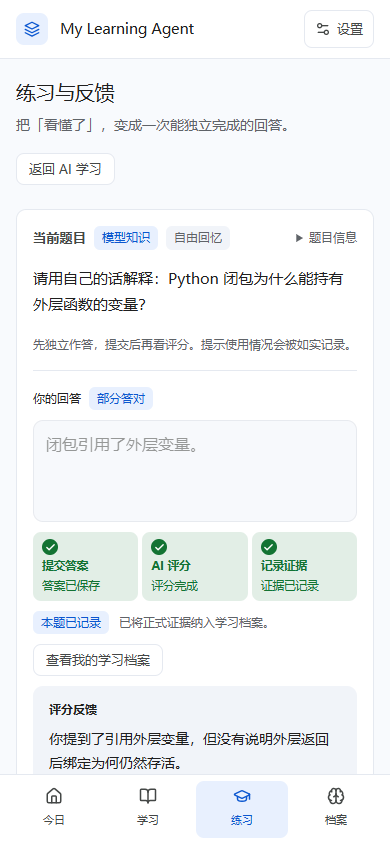 My Learning Agent
设置
练习与反馈
把「看懂了」，变成一次能独立完成的回答。
返回 AI 学习
当前题目 模型知识 自由回忆 ▶ 题目信息
请用自己的话解释：Python 闭包为什么能持有
外层函数的变量？
先独立作答，提交后再看评分。提示使用情况会被如实记录。
你的回答 部分答对
闭包引用了外层变量。
提交答案 AI 评分 记录证据
答案已保存 评分完成 证据已记录
本题已记录 已将正式证据纳入学习档案。
查看我的学习档案
评分反馈
你提到了引用外层变量，但没有说明外层返回
后绑定为何仍然存活。
今日 学习 练习 档案